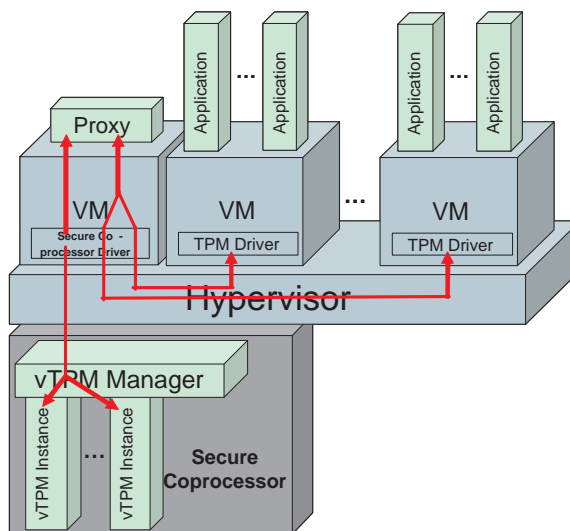 Application
...
Application
Application
...
Application
Proxy
VM
Secure Co -
processor Driver
VM
TPM Driver
...
VM
TPM Driver
Hypervisor
vTPM Manager
vTPM Instance
...
vTPM Instance
Secure
Coprocessor